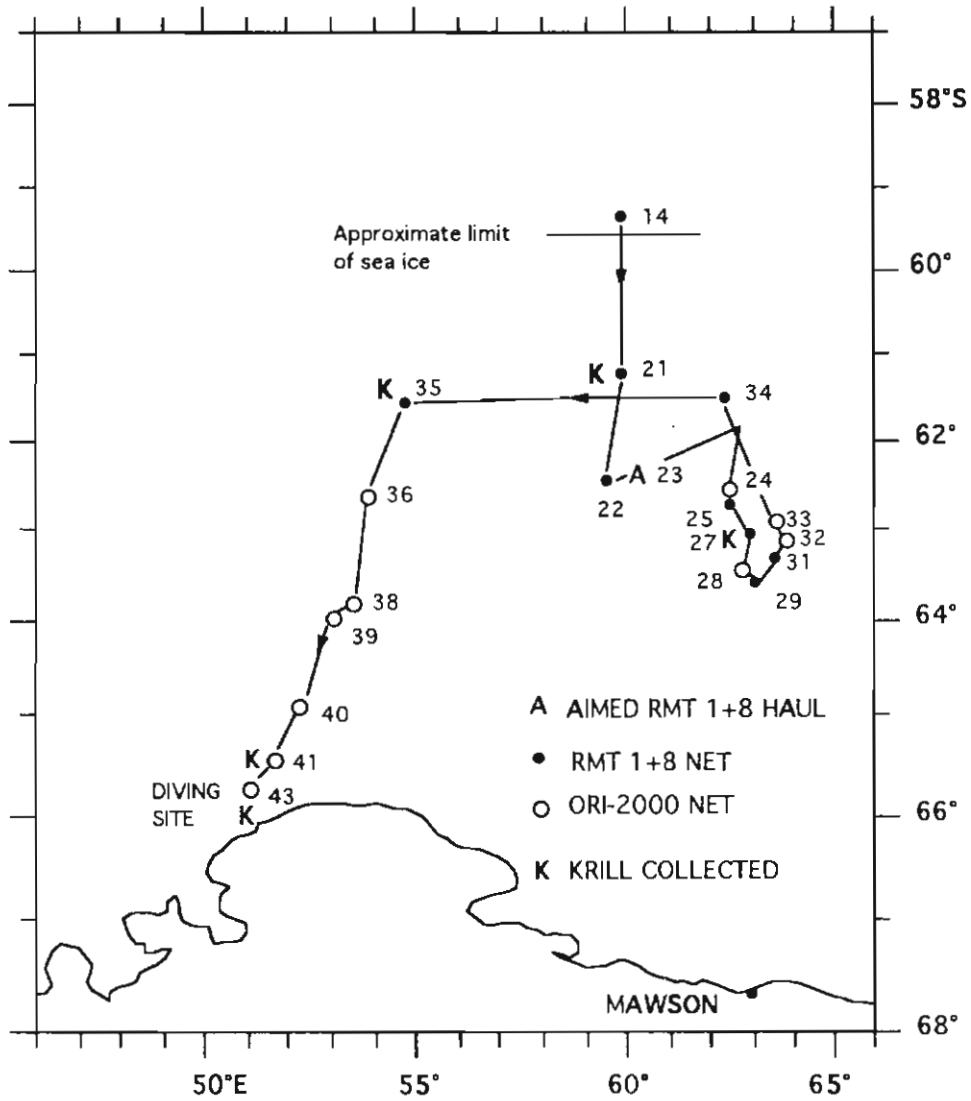 58°S
14
Approximate limit
of sea ice
60°
K
21
K
35
34
62°
A
23
24
22
36
25
33
27
K
32
31
28
29
38
39
64°
40
A
AIMED RMT 1+8 HAUL
K
41
RMT 1+8 NET
DIVING
SITE
43
K
ORI-2000 NET
66°
K
KRILL COLLECTED
MAWSON
68°
50°E
55°
60°
65°